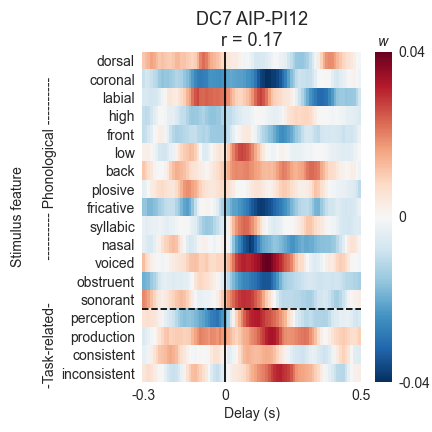 DC7 AIP-PI12
r = 0.17
w
dorsal
coronal
labial
high
front
low
back
plosive
fricative
syllabic
nasal
voiced
obstruent
sonorant
perception
production
consistent
inconsistent
Stimulus feature
-Task-related-
---------- Phonological ----------
0.04
0
-0.04
-0.3
0
0.5
Delay (s)